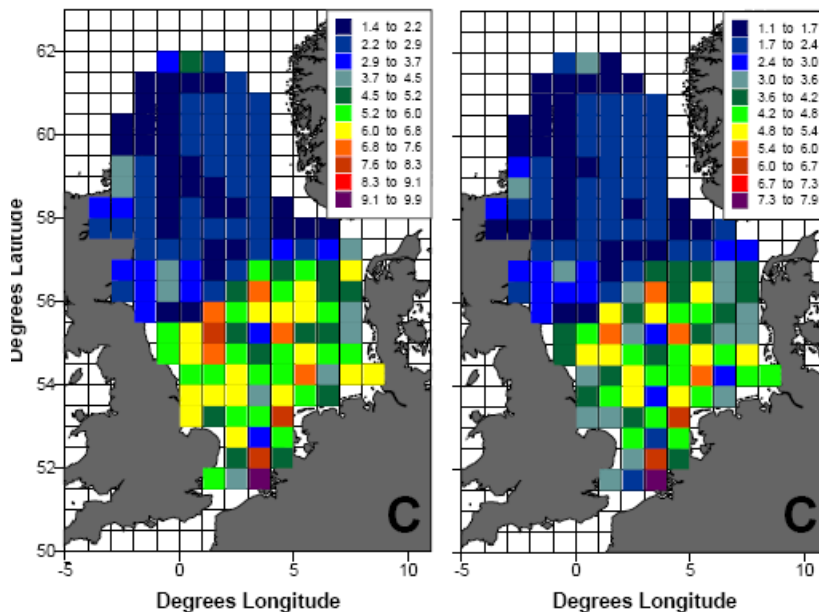 1.4 to 2.2
2.2 to 2.9
2.9 to 3.7
3.7 to 4.5
4.5 to 5.2
5.2 to 6.0
6.0 to 6.8
6.8 to 7.6
7.6 to 8.3
8.3 to 9.1
9.1 to 9.9
62
60
58
56
54
52
50
Degrees Latitude
C
-5
0
5
10
Degrees Longitude
1.1 to 1.7
1.7 to 2.4
2.4 to 3.0
3.0 to 3.6
3.6 to 4.2
4.2 to 4.8
4.8 to 5.4
5.4 to 6.0
6.0 to 6.7
6.7 to 7.3
7.3 to 7.9
C
-5
0
5
10
Degrees Longitude